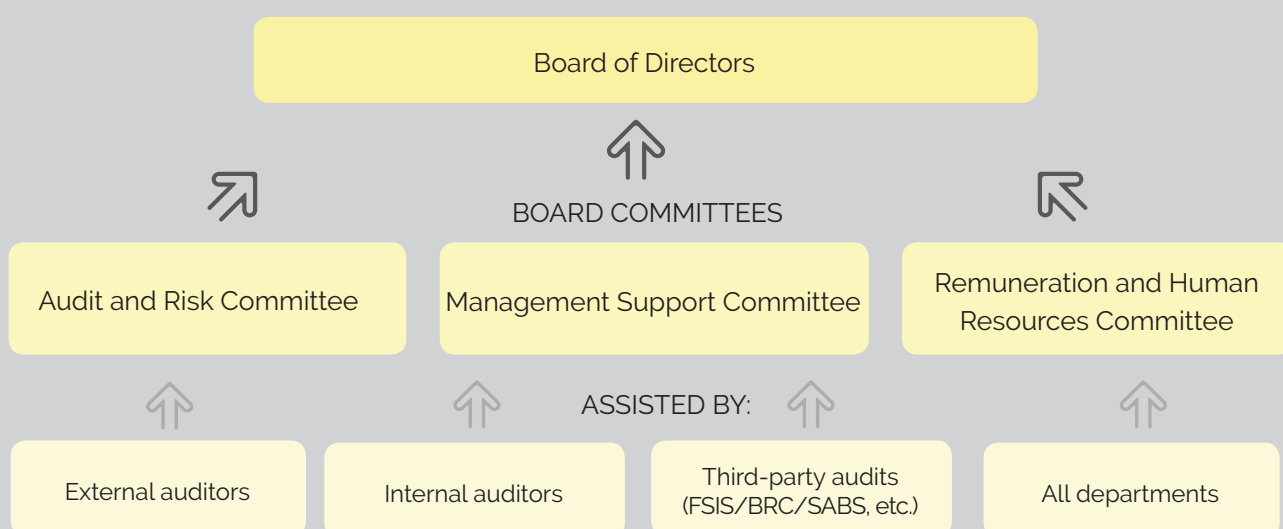 Board of Directors
BOARD COMMITTEES
Audit and Risk Committee
Management Support Committee
Remuneration and Human
Resources Committee
ASSISTED BY:
External auditors
Internal auditors
Third-party audits
(FSIS/BRC/SABS, etc.)
All departments